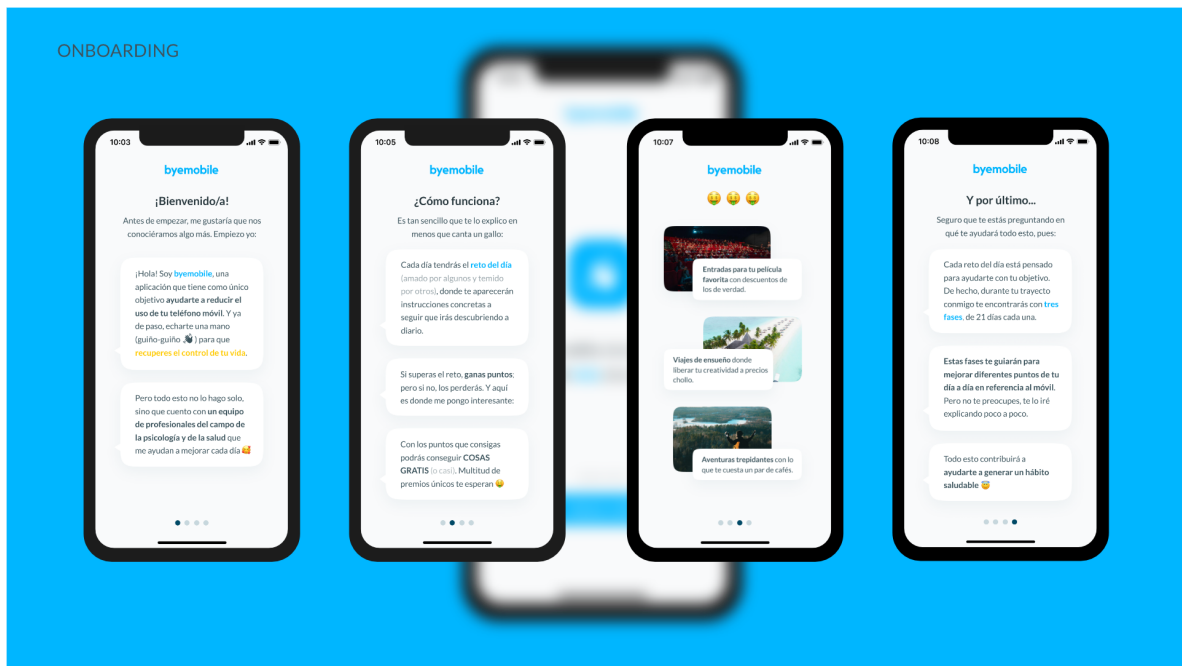 ONBOARDING
10:03
byemobile
¡Bienvenido/a!
Antes de empezar, me gustaría que nos
conociéramos algo más. Empiezo yo:
¡Hola! Soy byemobile, una
aplicación que tiene como único
objetivo ayudarte a reducir el
uso de tu teléfono móvil. Y ya
de paso, echarte una mano
(guiño-guiño 👋🏿) para que
recuperes el control de tu vida.
Pero todo esto no lo hago solo,
sino que cuento con un equipo
de profesionales del campo de
la psicología y de la salud que
me ayudan a mejorar cada día 🥰
10:05
byemobile
¿Cómo funciona?
Es tan sencillo que te lo explico en
menos que canta un gallo:
Cada día tendrás el reto del día
(amado por algunos y temido
por otros), donde te aparecerán
instrucciones concretas a
seguir que irás descubriendo a
diario.
Si superas el reto, ganas puntos,
pero si no, los perderás. Y aquí
es donde me pongo interesante:
Con los puntos que consigas
podrás conseguir COSAS
GRATIS (o casi). Multitud de
premios únicos te esperan 🤑
10:07
byemobile
🤑 🤑 🤑
Entradas para tu película
favorita con descuentos de
los de verdad.
Viajes de ensueño donde
liberar tu creatividad a precios
chollo.
Aventuras trepidantes con lo
que te cuesta un par de cafés.
10:08
byemobile
Y por último...
Seguro que te estás preguntando en
qué te ayudará todo esto, pues:
Cada reto del día está pensado
para ayudarte con tu objetivo.
De hecho, durante tu trayecto
conmigo te encontrarás con tres
fases, de 21 días cada una.
Estas fases te guiarán para
mejorar diferentes puntos de tu
día a día en referencia al móvil.
Pero no te preocupes, te lo iré
explicando poco a poco.
Todo esto contribuirá a
ayudarte a generar un hábito
saludable 😇